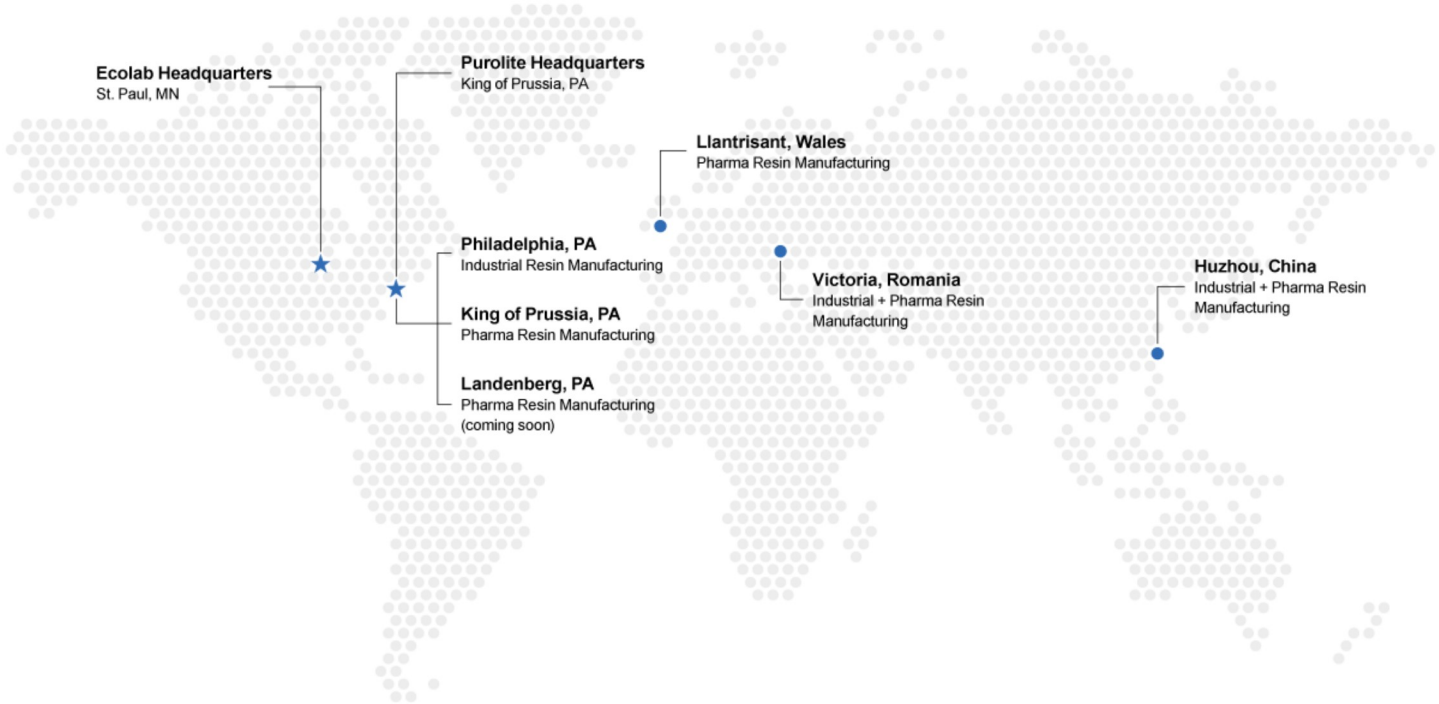 Ecolab Headquarters
St. Paul, MN
Purolite Headquarters
King of Prussia, PA
Llantrisant, Wales
Pharma Resin Manufacturing
Philadelphia, PA
Industrial Resin Manufacturing
King of Prussia, PA
Pharma Resin Manufacturing
Landenberg, PA
Pharma Resin Manufacturing
(coming soon)
Victoria, Romania
Industrial + Pharma Resin
Manufacturing
Huzhou, China
Industrial + Pharma Resin
Manufacturing